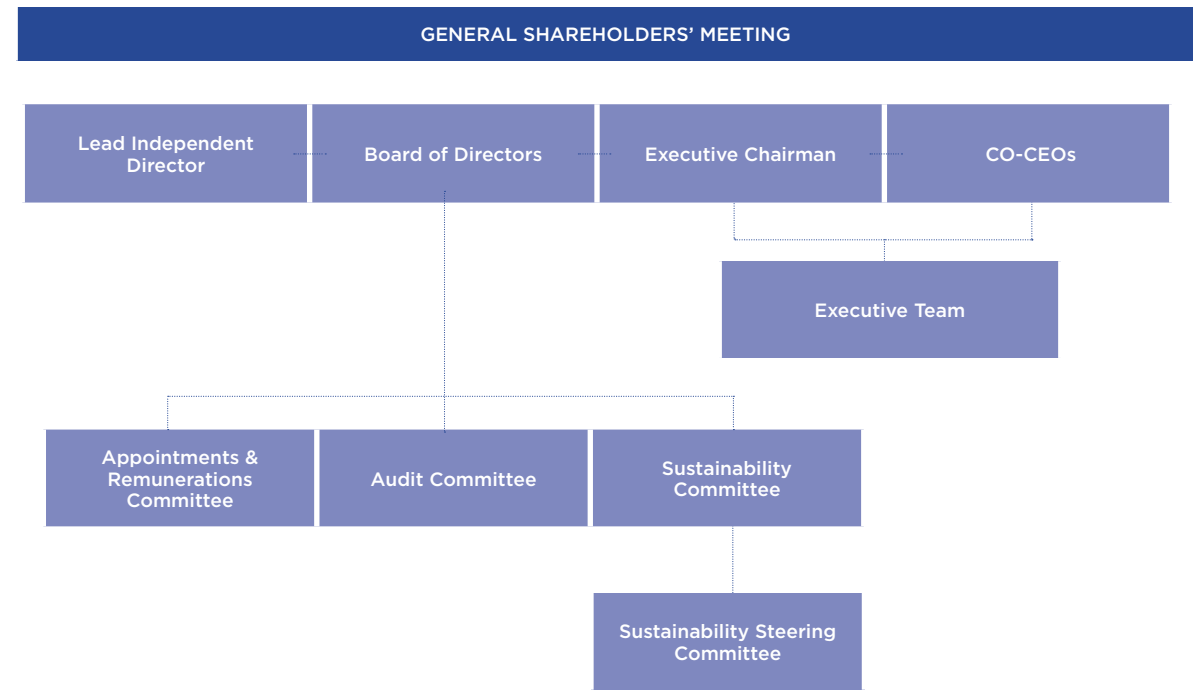 GENERAL SHAREHOLDERS’ MEETING
Lead Independent
Director
Board of Directors
Executive Chairman
CO-CEOs
Executive Team
Appointments &
Remunerations
Committee
Audit Committee
Sustainability
Committee
Sustainability Steering
Committee